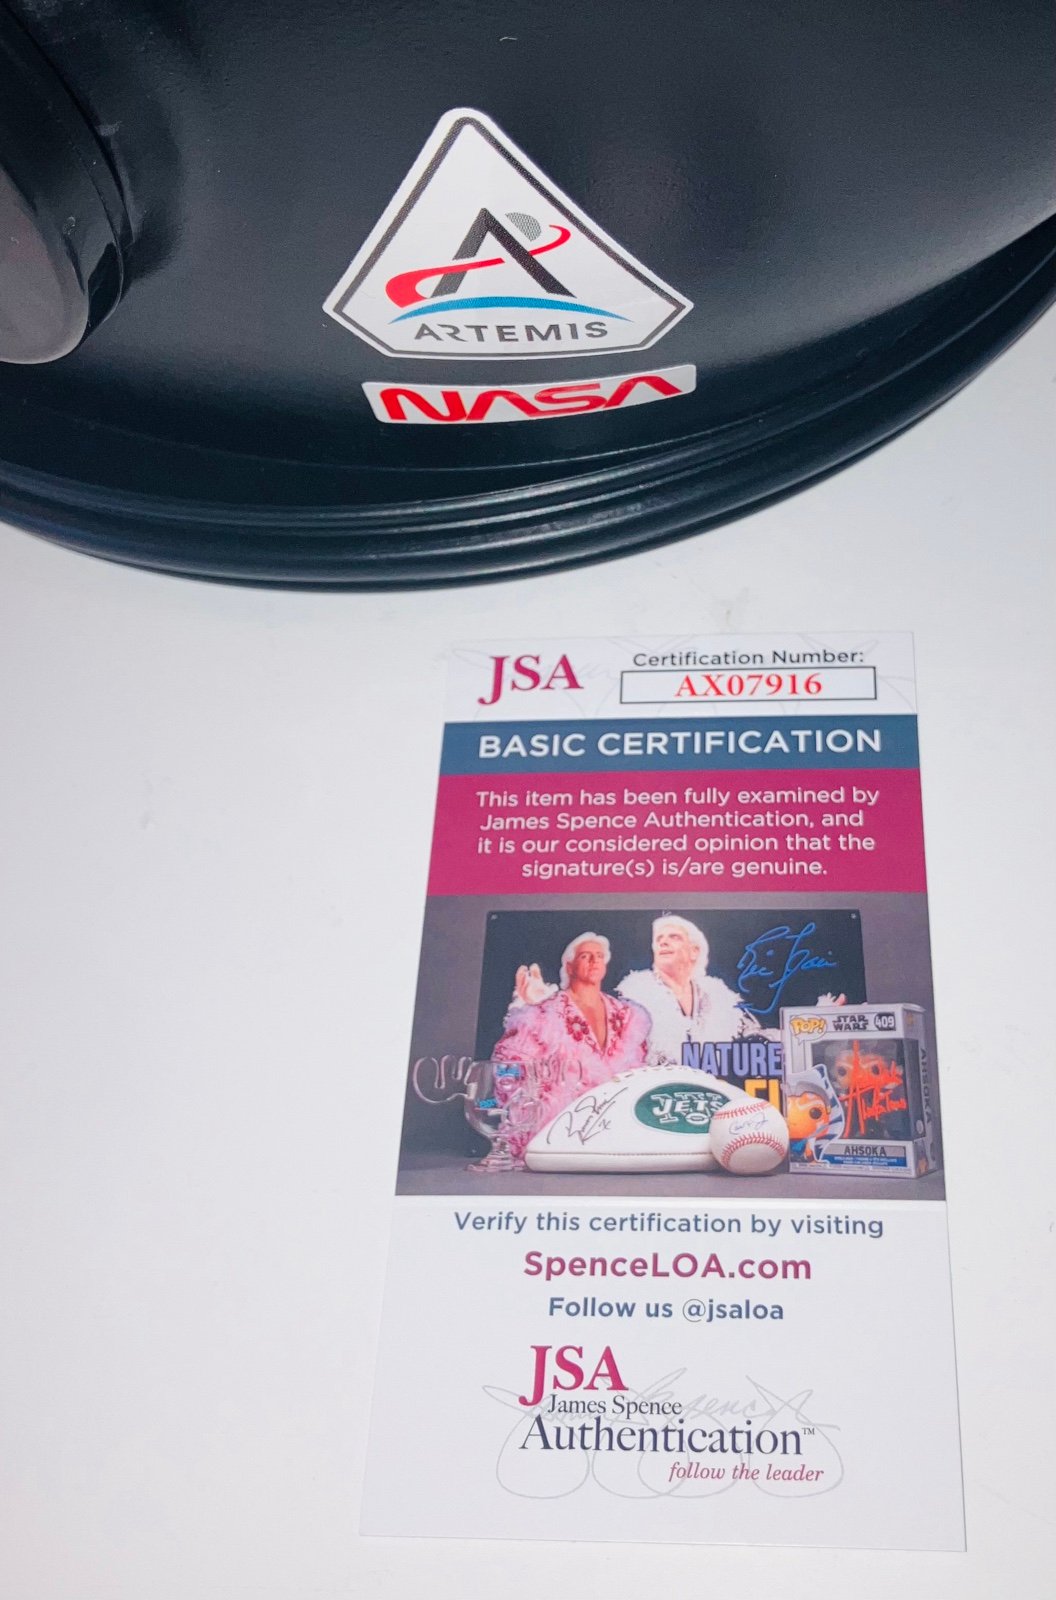 ARTEMIS
NASA
JSA
Certification Number:
AX07916
BASIC CERTIFICATION
This item has been fully examined by
James Spence Authentication, and
it is our considered opinion that the
signature(s) is/are genuine.
NATURE
POP!
STAR
WARS
409
JETS
AHSOKA
Verify this certification by visiting
SpenceLOA.com
Follow us @jsaloa
JSA
James Spence
Authentication™
follow the leader